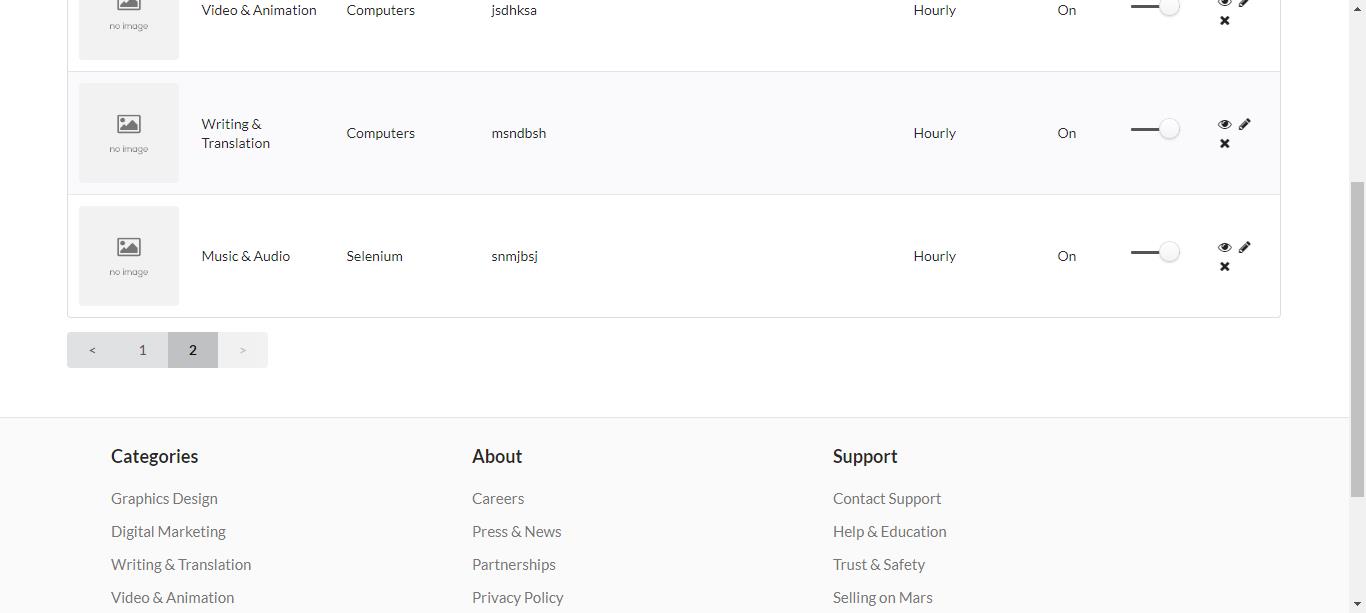 Video & Animation Computers jsdhksa Hourly On
no image
Writing &
Translation Computers msndbsh Hourly On
no image
Music & Audio Selenium snmjbsj Hourly On
no image
< 1 2 >
Categories About Support
Graphics Design Careers Contact Support
Digital Marketing Press & News Help & Education
Writing & Translation Partnerships Trust & Safety
Video & Animation Privacy Policy Selling on Mars